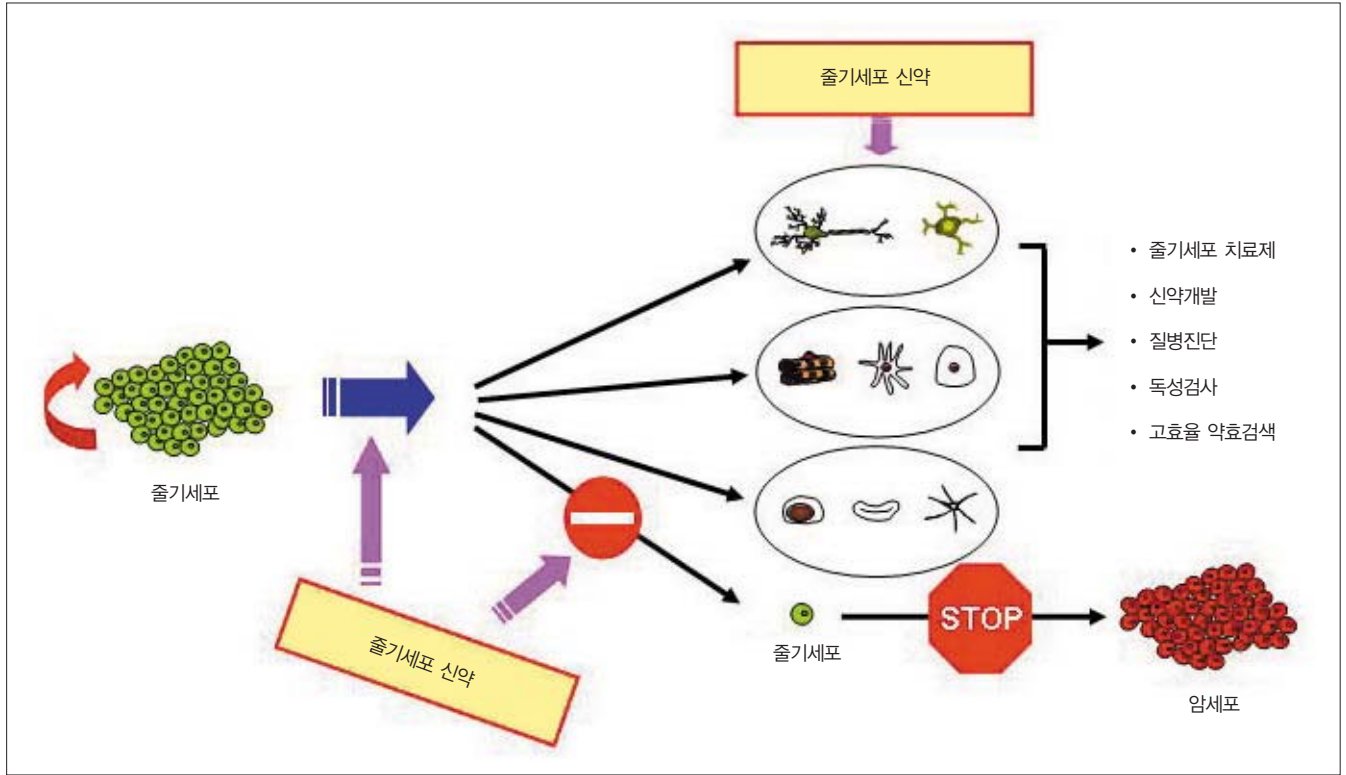 줄기세포 신약
• 줄기세포 치료제
• 신약개발
• 질병진단
• 독성검사
• 고효율 약효검색
줄기세포
줄기세포 신약
STOP
줄기세포
암세포